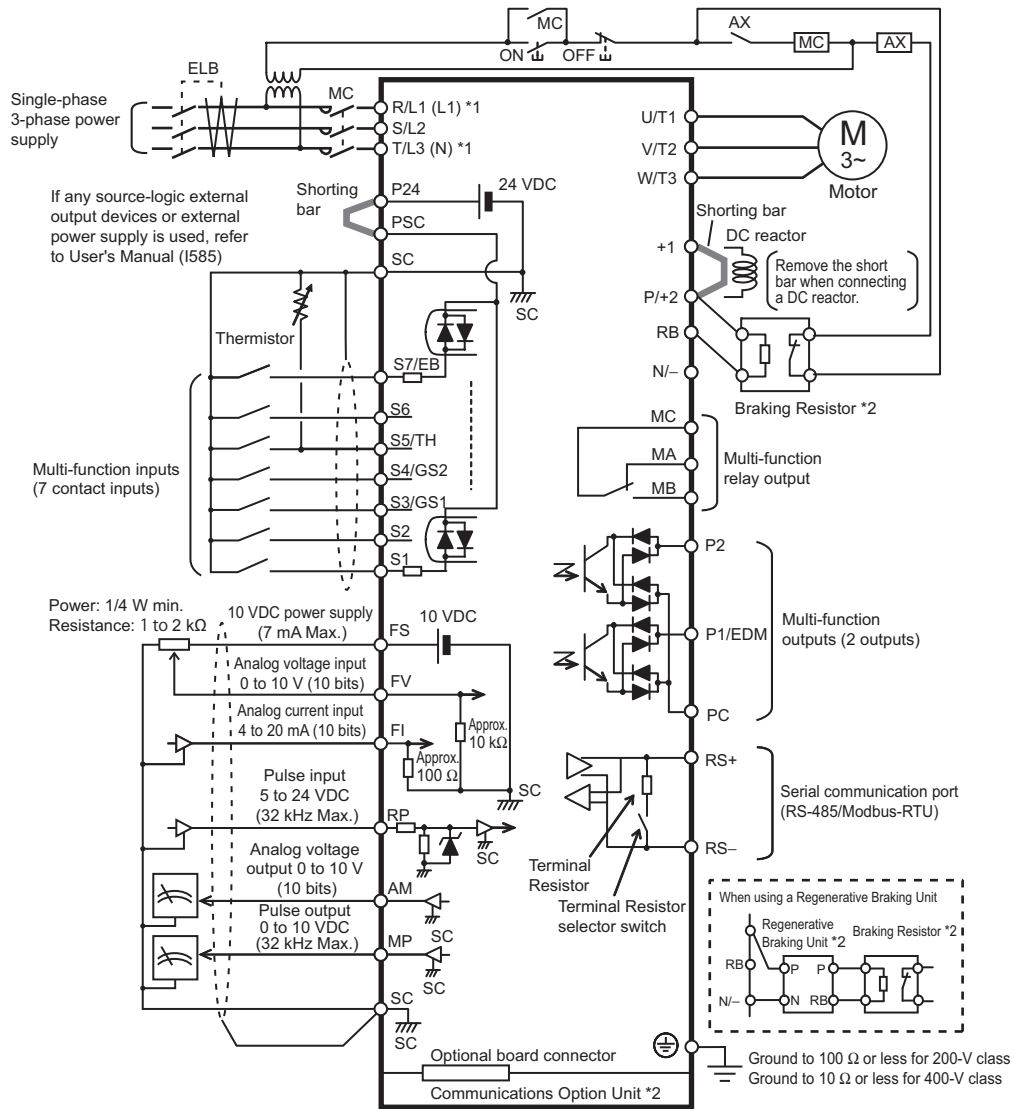 MC
ON
OFF
AX
MC
AX
ELB
MC
Single-phase
3-phase power
supply
R/L1 (L1) *1
S/L2
T/L3 (N) *1
U/T1
V/T2
W/T3
M
3~
Motor
If any source-logic external
output devices or external
power supply is used, refer
to User's Manual (I585)
Shorting
bar
P24
24 VDC
PSC
SC
SC
Shorting bar
DC reactor
+1
Remove the short
bar when connecting
a DC reactor.
P/+2
RB
N/–
Braking Resistor *2
Thermistor
S7/EB
S6
S5/TH
S4/GS2
S3/GS1
S2
S1
Multi-function inputs
(7 contact inputs)
MC
MA
MB
Multi-function
relay output
P2
P1/EDM
PC
Multi-function
outputs (2 outputs)
Power: 1/4 W min.
Resistance: 1 to 2 kΩ
10 VDC power supply
(7 mA Max.)
FS
10 VDC
Analog voltage input
0 to 10 V (10 bits)
FV
Analog current input
4 to 20 mA (10 bits)
FI
Approx.
10 kΩ
Approx.
100 Ω
SC
Pulse input
5 to 24 VDC
(32 kHz Max.)
RP
SC
Analog voltage
output 0 to 10 V
(10 bits)
AM
SC
Pulse output
0 to 10 VDC
(32 kHz Max.)
MP
SC
SC
SC
RS+
RS–
Serial communication port
(RS-485/Modbus-RTU)
Terminal
Resistor
Terminal Resistor
selector switch
When using a Regenerative Braking Unit
Regenerative
Braking Unit *2
Braking Resistor *2
RB
P
P
N/–
N
RB
Optional board connector
Communications Option Unit *2
Ground to 100 Ω or less for 200-V class
Ground to 10 Ω or less for 400-V class